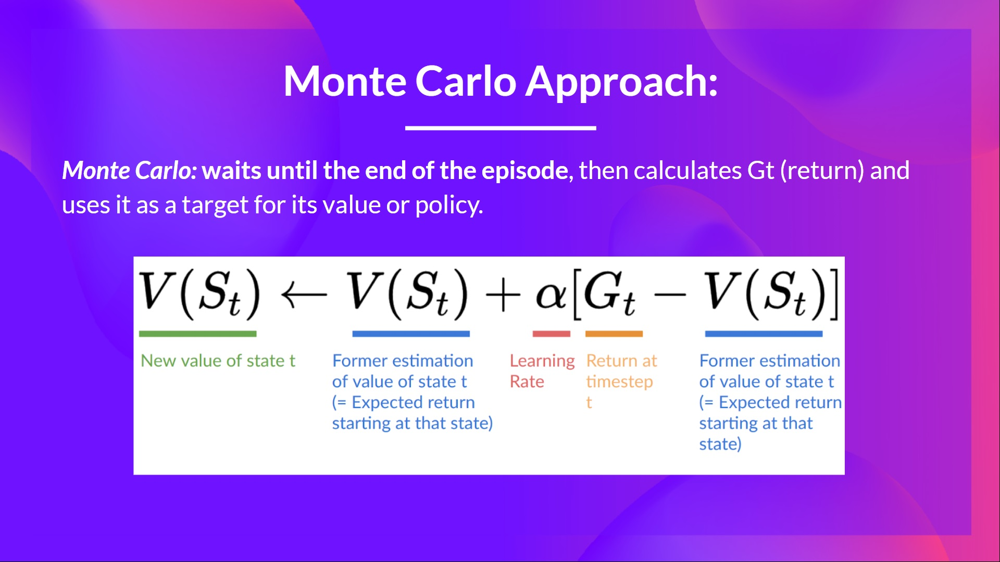 Monte Carlo Approach:
Monte Carlo: waits until the end of the episode, then calculates Gt (return) and
uses it as a target for its value or policy.
V(S_t) ← V(S_t) + α[G_t − V(S_t)]
New value of state t
Former estimation
of value of state t
(= Expected return
starting at that state)
Learning
Rate
Return at
timestep
t
Former estimation
of value of state t
(= Expected return
starting at that
state)